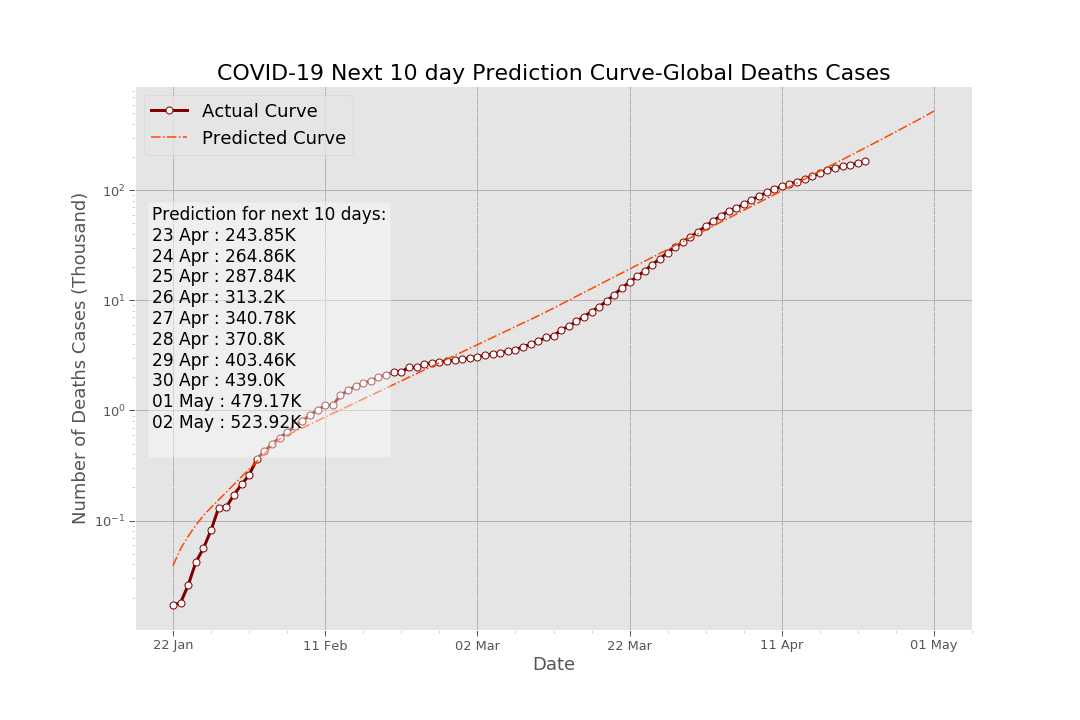 COVID-19 Next 10 day Prediction Curve-Global Deaths Cases
Actual Curve
Predicted Curve
Prediction for next 10 days:
23 Apr : 243.85K
24 Apr : 264.86K
25 Apr : 287.84K
26 Apr : 313.2K
27 Apr : 340.78K
28 Apr : 370.8K
29 Apr : 403.46K
30 Apr : 439.0K
01 May : 479.17K
02 May : 523.92K
Number of Deaths Cases (Thousand)
10²
10¹
10⁰
10⁻¹
22 Jan 11 Feb 02 Mar 22 Mar 11 Apr 01 May
Date